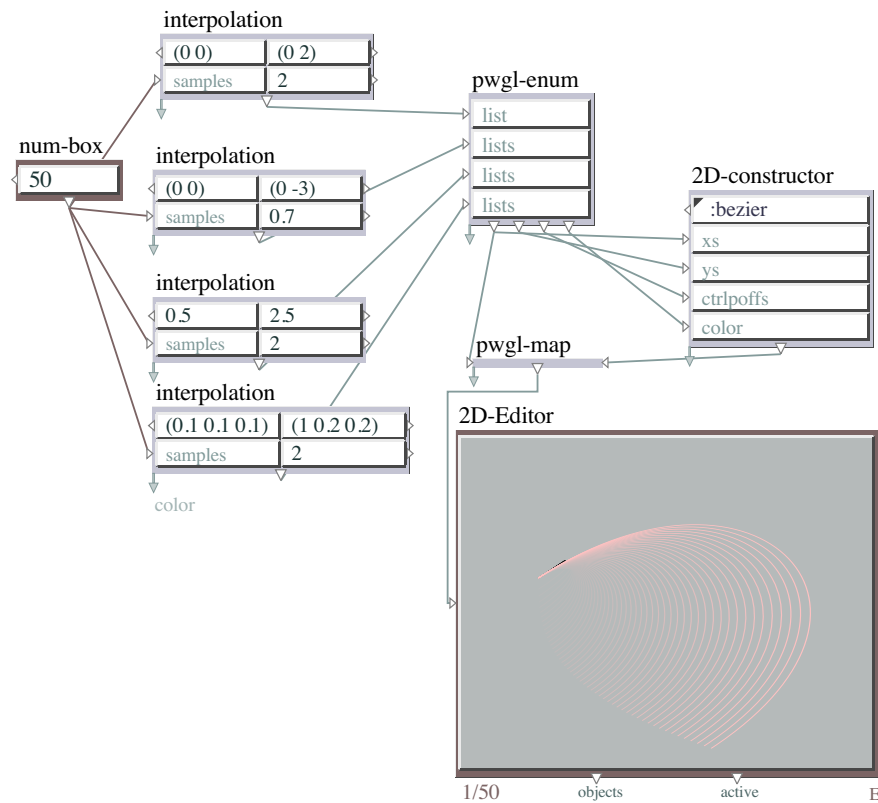 interpolation
(0 0) (0 2)
samples 2
pwgl-enum
list
lists
lists
lists
num-box
50
interpolation
(0 0) (0 -3)
samples 0.7
2D-constructor
:bezier
xs
ys
ctrlpoffs
color
interpolation
0.5 2.5
samples 2
pwgl-map
interpolation
(0.1 0.1 0.1) (1 0.2 0.2)
samples 2
color
2D-Editor
1/50 objects active E